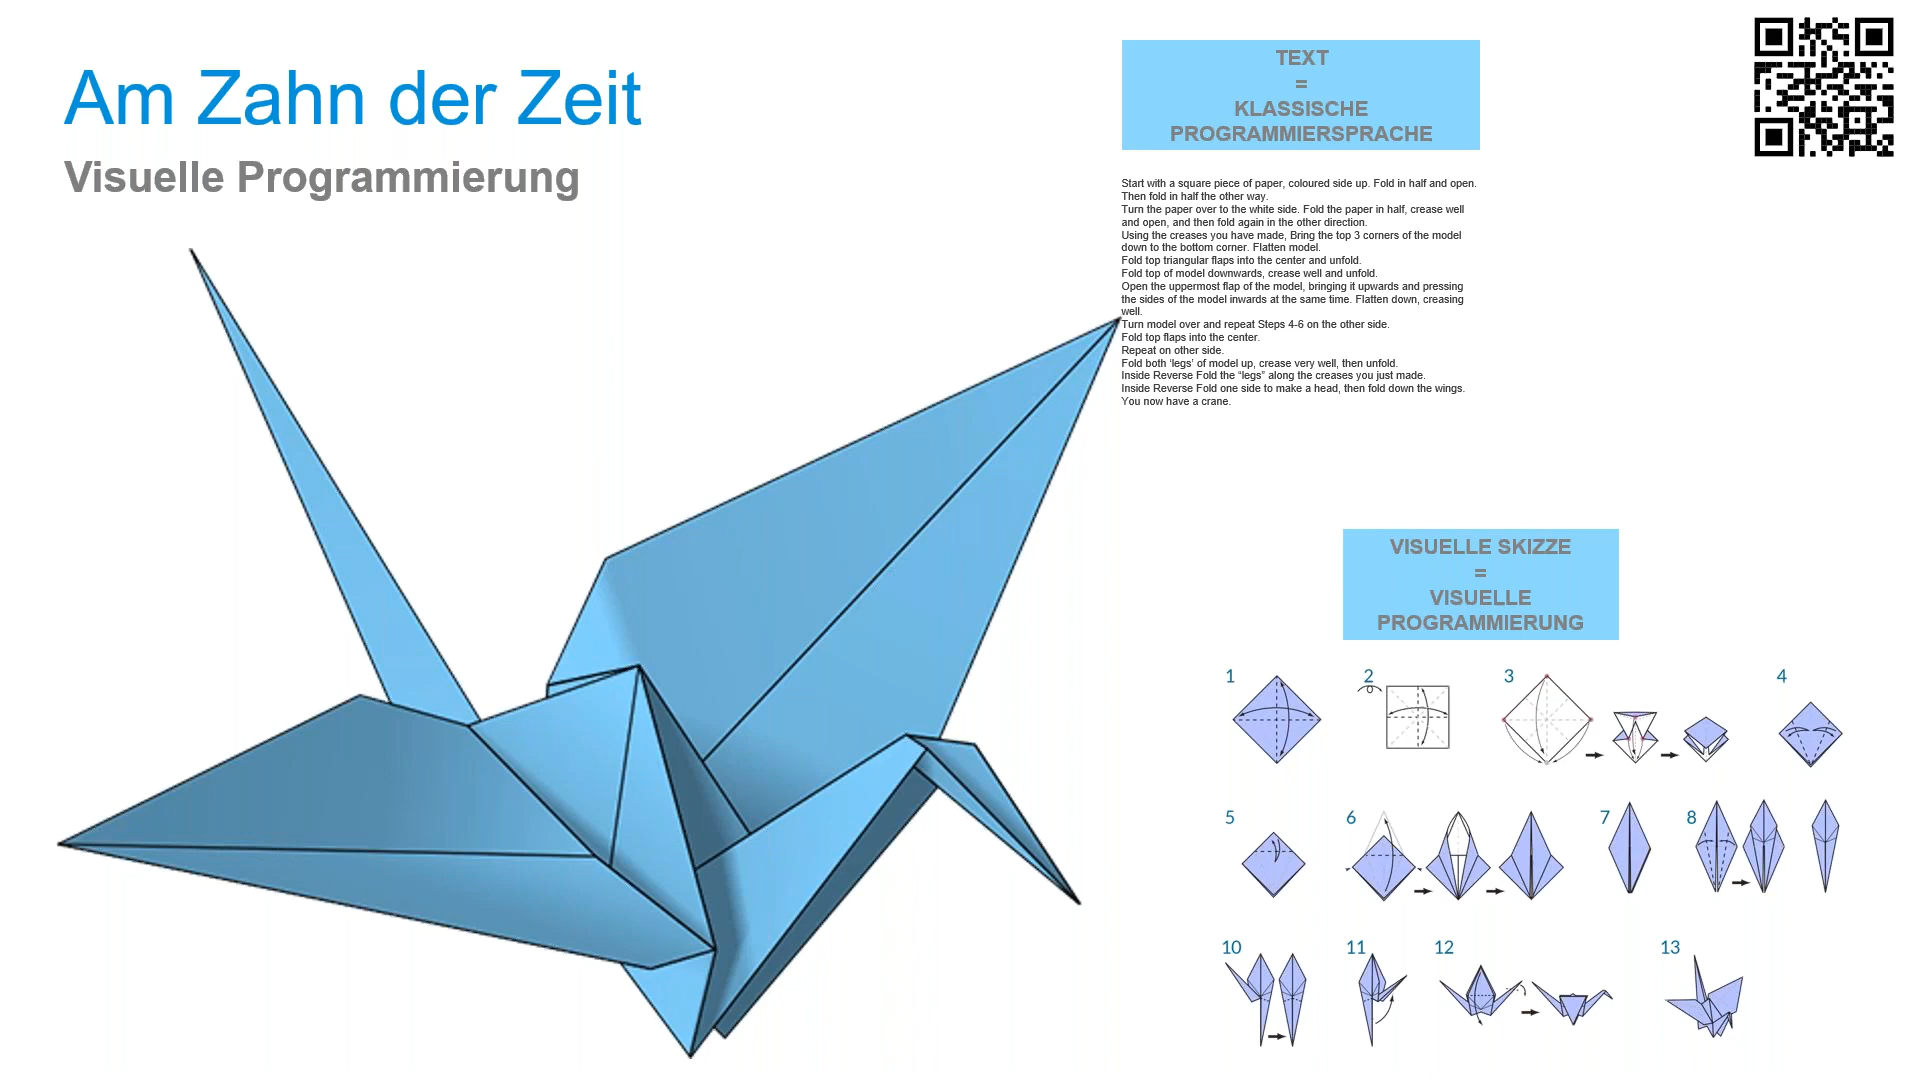 Am Zahn der Zeit
Visuelle Programmierung
TEXT
=
KLASSISCHE
PROGRAMMIERSPRACHE
Start with a square piece of paper, coloured side up. Fold in half and open.
Then fold in half the other way.
Turn the paper over to the white side. Fold the paper in half, crease well
and open, and then fold again in the other direction.
Using the creases you have made, Bring the top 3 corners of the model
down to the bottom corner. Flatten model.
Fold top triangular flaps into the center and unfold.
Fold top of model downwards, crease well and unfold.
Open the uppermost flap of the model, bringing it upwards and pressing
the sides of the model inwards at the same time. Flatten down, creasing
well.
Turn model over and repeat Steps 4-6 on the other side.
Fold top flaps into the center.
Repeat on other side.
Fold both ‘legs’ of model up, crease very well, then unfold.
Inside Reverse Fold the “legs” along the creases you just made.
Inside Reverse Fold one side to make a head, then fold down the wings.
You now have a crane.
VISUELLE SKIZZE
=
VISUELLE
PROGRAMMIERUNG
1 2 3 4
5 6 7 8
10 11 12 13